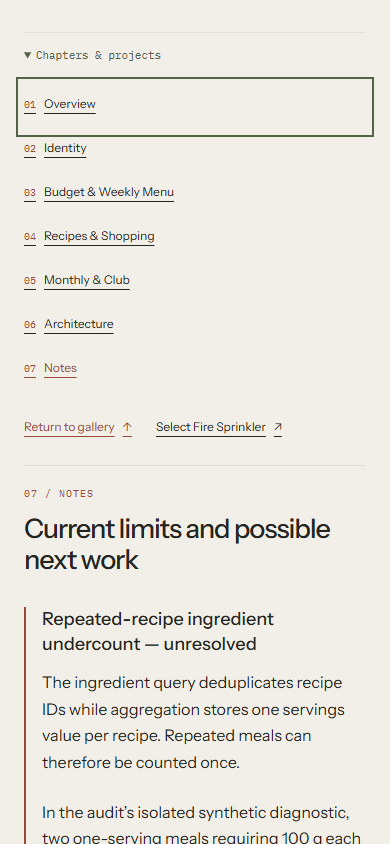 ▼ Chapters & projects
01 Overview
02 Identity
03 Budget & Weekly Menu
04 Recipes & Shopping
05 Monthly & Club
06 Architecture
07 Notes
Return to gallery ↑ Select Fire Sprinkler ↗
07 / NOTES
Current limits and possible
next work
Repeated-recipe ingredient
undercount — unresolved
The ingredient query deduplicates recipe
IDs while aggregation stores one servings
value per recipe. Repeated meals can
therefore be counted once.
In the audit’s isolated synthetic diagnostic,
two one-serving meals requiring 100 g each